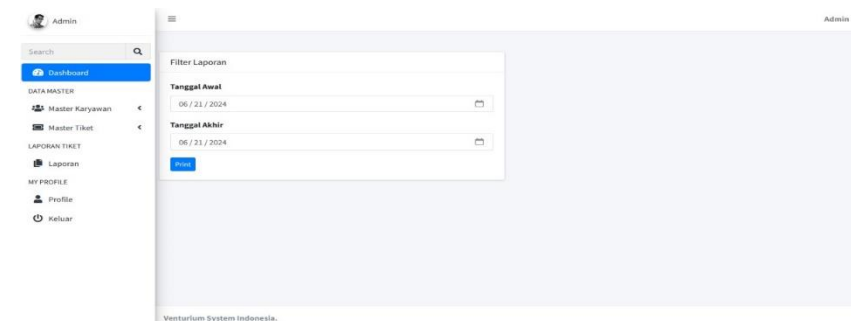 Admin
Admin
Search
Dashboard
Filter Laporan
DATA MASTER
Tanggal Awal
Master Karyawan
06 / 21 / 2024
Master Tiket
Tanggal Akhir
LAPORAN TIKET
06 / 21 / 2024
Laporan
Print
MY PROFILE
Profile
Keluar
Venturium System Indonesia.